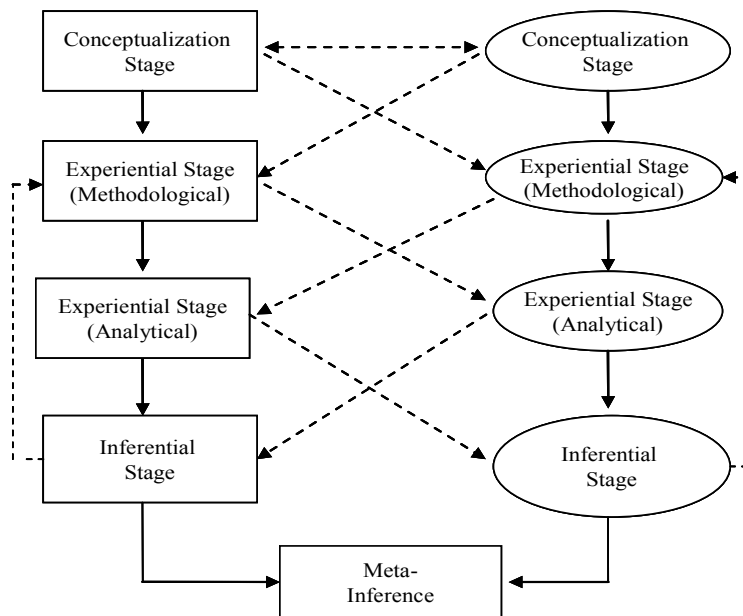 Conceptualization
Stage
Conceptualization
Stage
Experiential Stage
(Methodological)
Experiential Stage
(Methodological)
Experiential Stage
(Analytical)
Experiential Stage
(Analytical)
Inferential
Stage
Inferential
Stage
Meta-
Inference